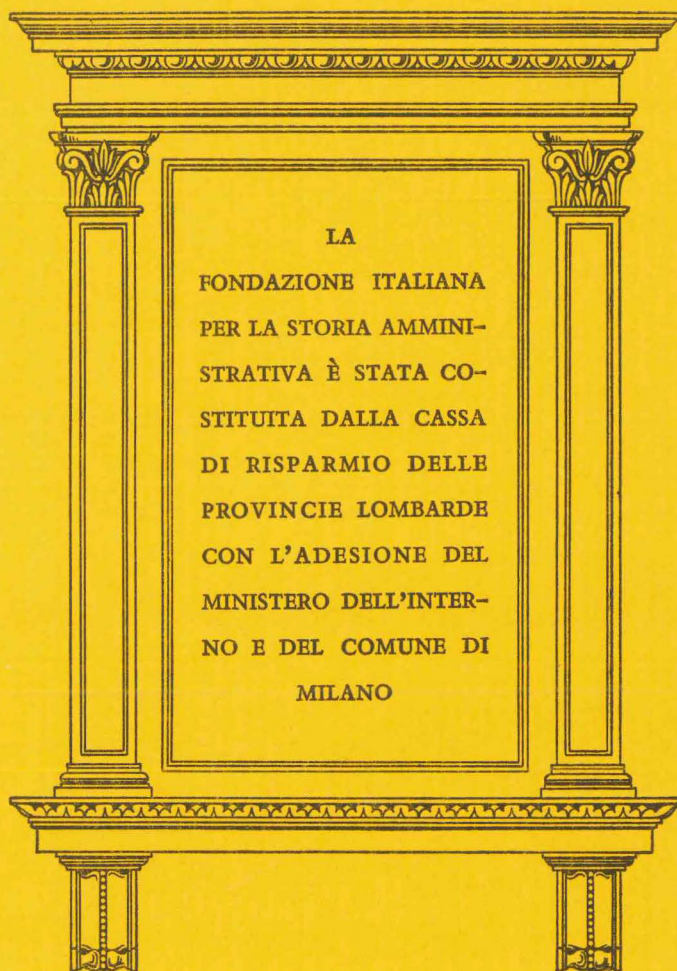 LA
FONDAZIONE ITALIANA
PER LA STORIA AMMINI-
STRATIVA È STATA CO-
STITUITA DALLA CASSA
DI RISPARMIO DELLE
PROVINCIE LOMBARDE
CON L'ADESIONE DEL
MINISTERO DELL'INTER-
NO E DEL COMUNE DI
MILANO